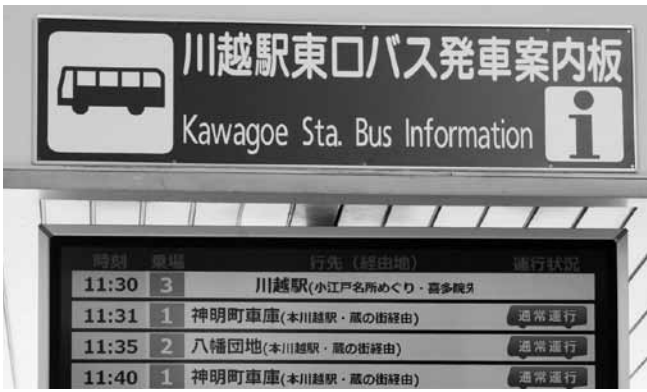 川越駅東口バス発車案内板
Kawagoe Sta. Bus Information i
時刻 乗場 行先（経由地） 運行状況
11:30 3 川越駅(小江戸名所めぐり・喜多院先
11:31 1 神明町車庫(本川越駅・蔵の街経由) 通常運行
11:35 2 八幡団地(本川越駅・蔵の街経由) 通常運行
11:40 1 神明町車庫(本川越駅・蔵の街経由) 通常運行